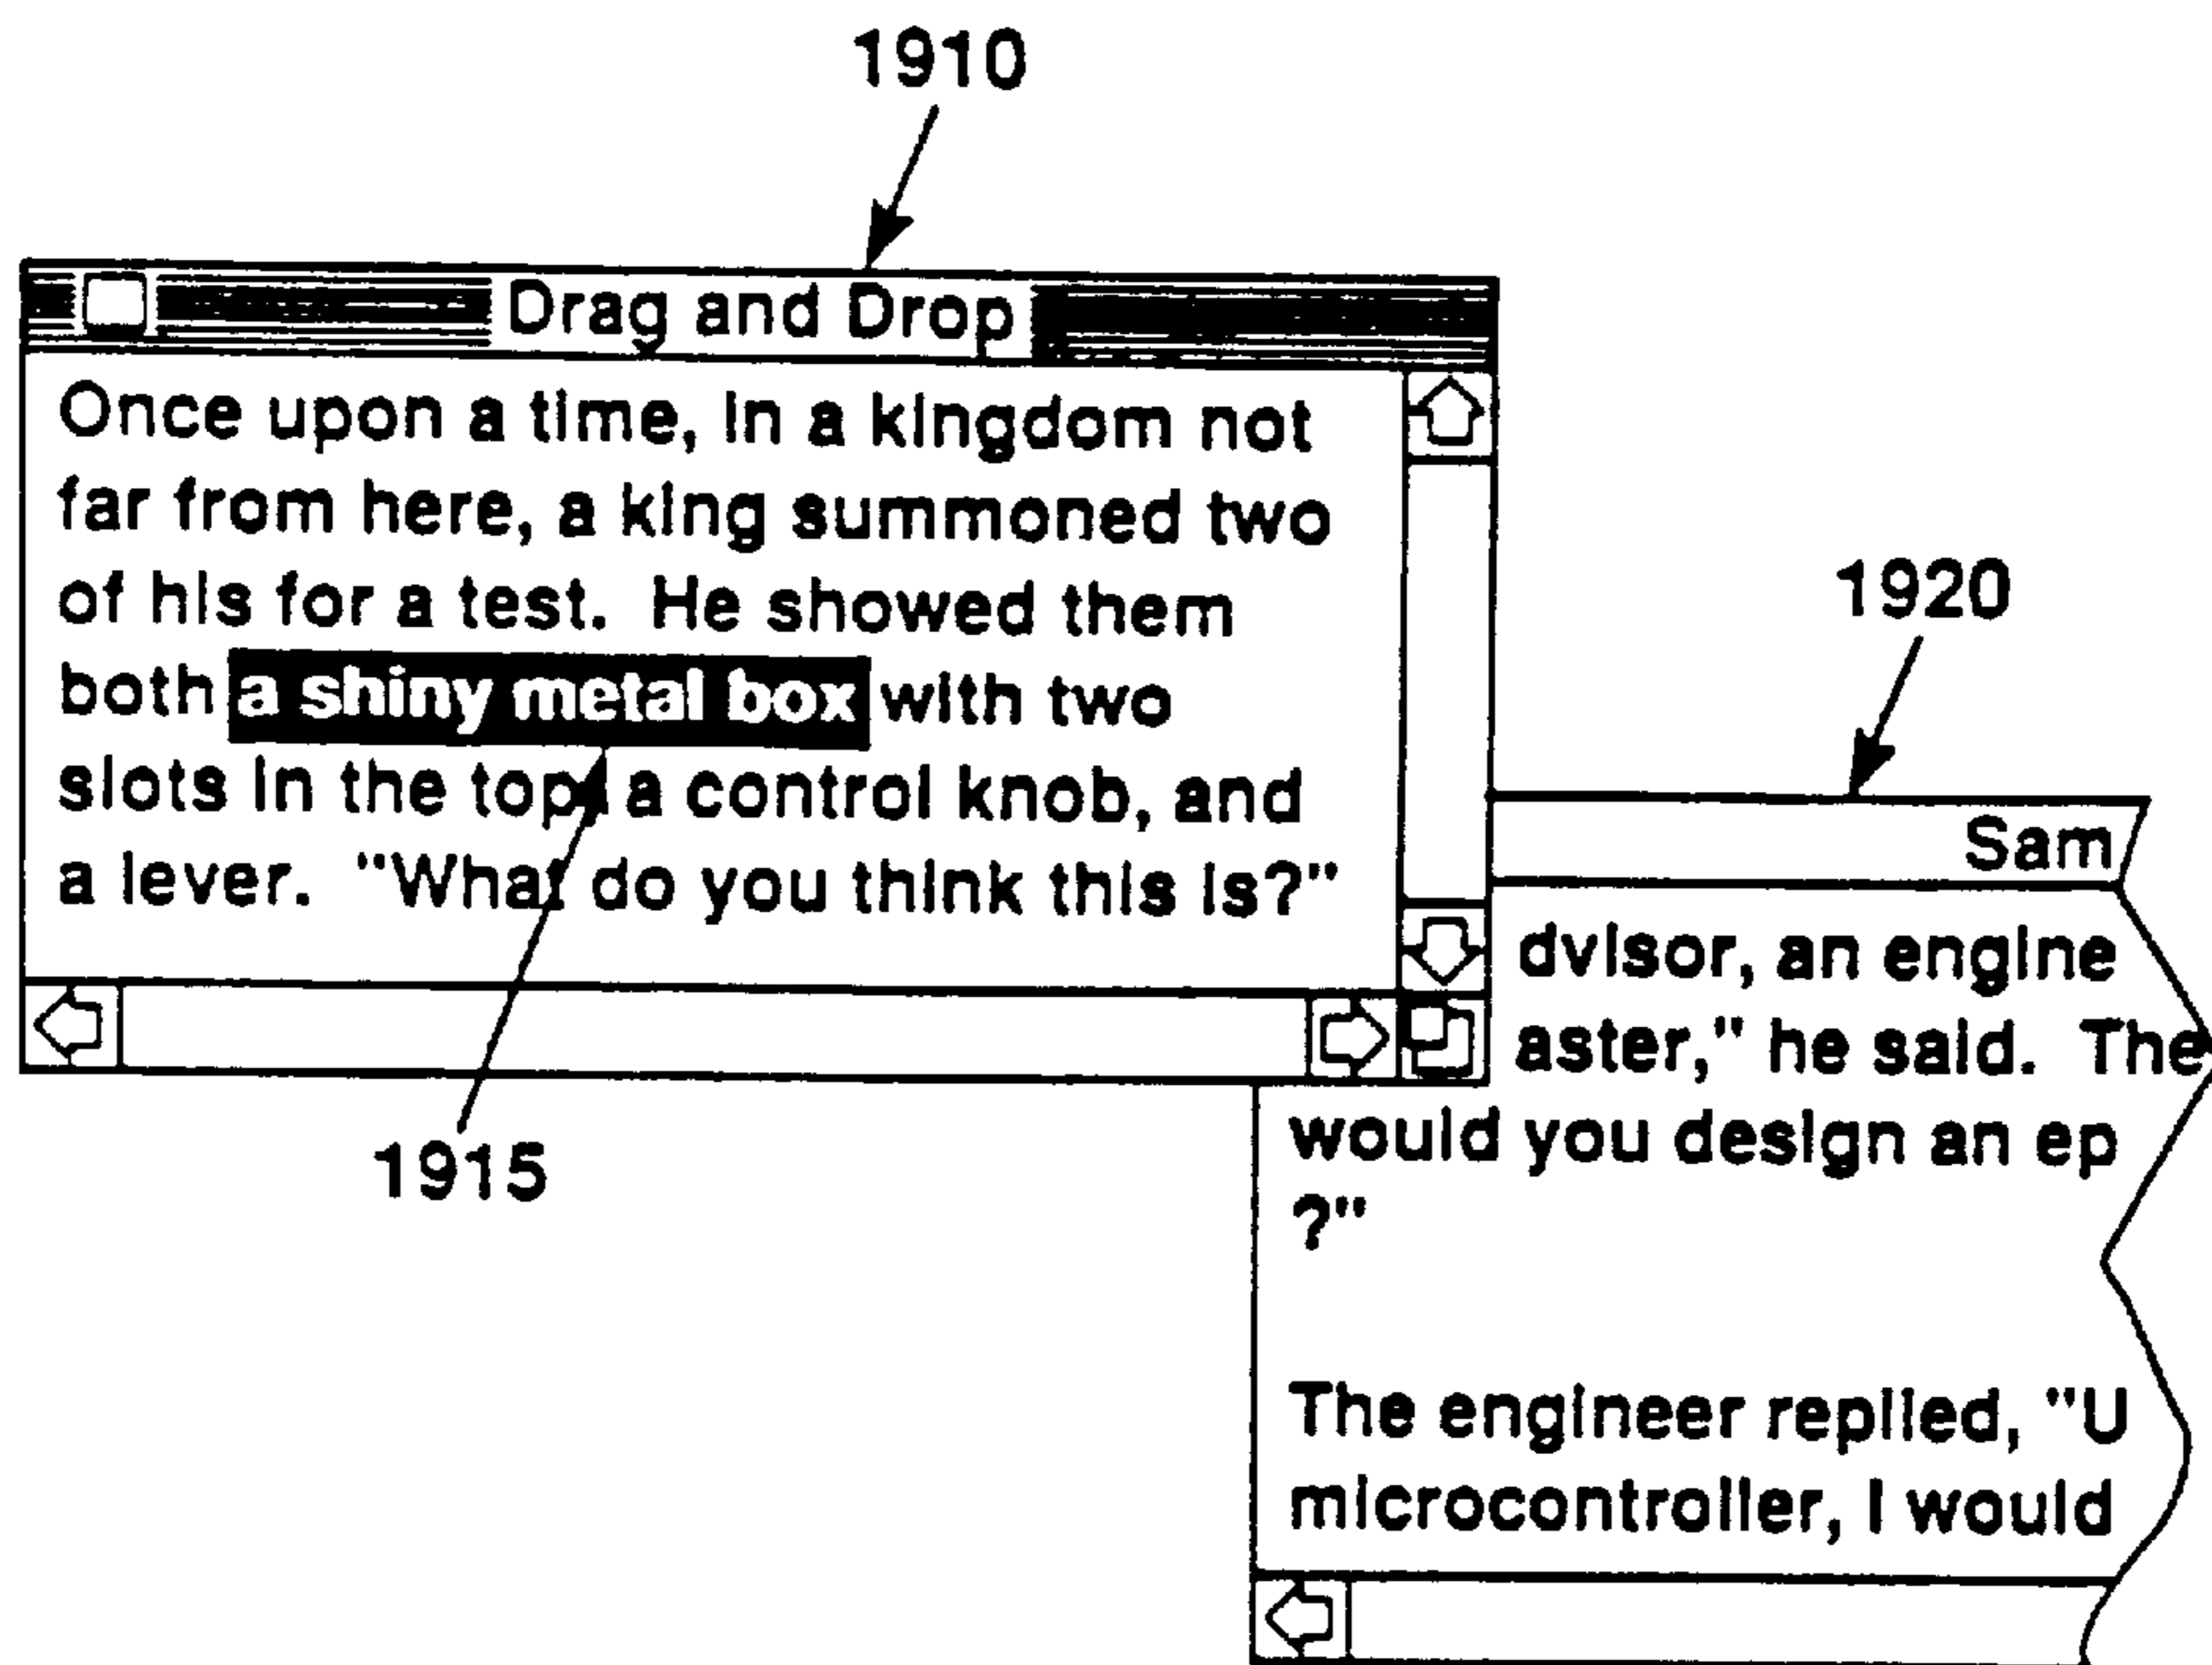 1910
Drag and Drop
Once upon a time, in a kingdom not
far from here, a king summoned two
of his for a test.  He showed them
both a shiny metal box with two
slots in the top, a control knob, and
a lever.  "What do you think this is?"
1915
1920
Sam
dvisor, an engine
aster," he said.  The
would you design an ep
?"
The engineer replied, "U
microcontroller, I would